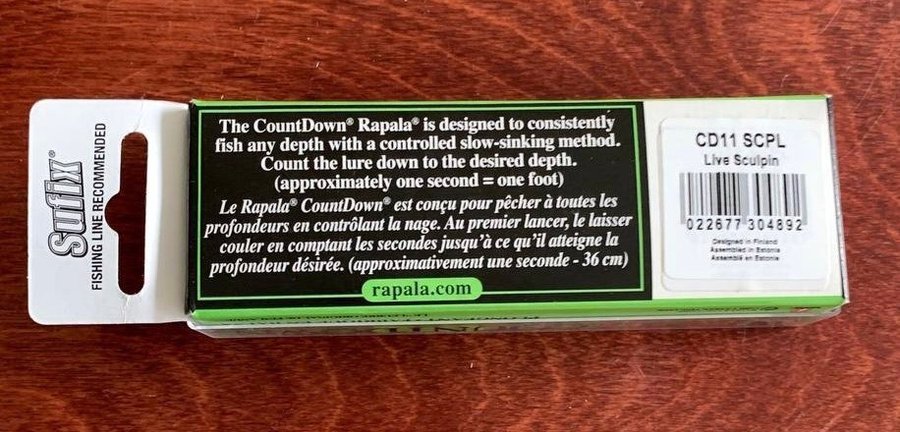 Sufix®
FISHING LINE RECOMMENDED
The CountDown® Rapala® is designed to consistently
fish any depth with a controlled slow-sinking method.
Count the lure down to the desired depth.
(approximately one second = one foot)
Le Rapala® CountDown® est conçu pour pêcher à toutes les
profondeurs en contrôlant la nage. Au premier lancer, le laisser
couler en comptant les secondes jusqu'à ce qu'il atteigne la
profondeur désirée. (approximativement une seconde - 36 cm)
rapala.com
CD11 SCPL
Live Sculpin
022677 304892
Designed in Finland
Assembled in Estonia
Assemblé en Estonie